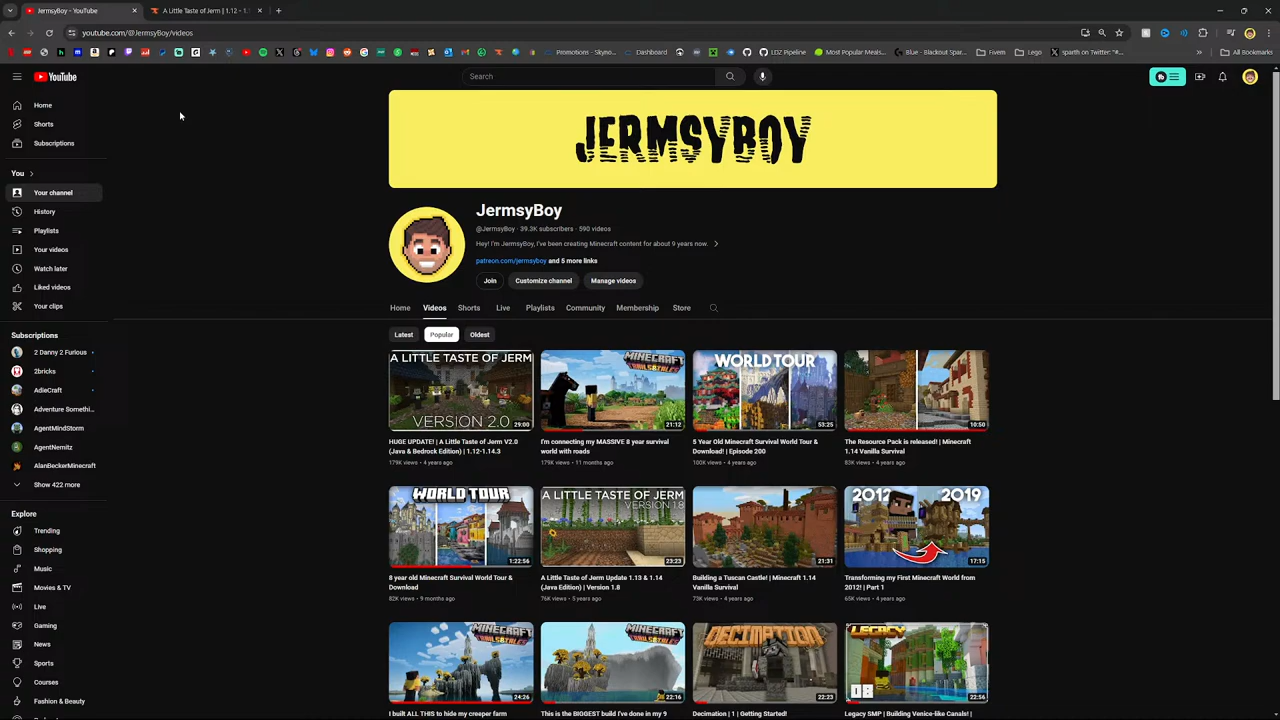 JermsyBoy - YouTube
A Little Taste of Jerm | 1.12 - 1.
youtube.com/@JermsyBoy/videos
Promotions - Skyno...
Dashboard
LDZ Pipeline
Most Popular Meals...
Blue - Blackout Spar...
Fivem
Lego
sparth on Twitter: "#...
All Bookmarks
YouTube
Search
Home
Shorts
Subscriptions
You
Your channel
History
Playlists
Your videos
Watch later
Liked videos
Your clips
Subscriptions
2 Danny 2 Furious
2bricks
AdieCraft
Adventure Somethi...
AgentMindStorm
AgentNemitz
AlanBeckerMinecraft
Show 422 more
Explore
Trending
Shopping
Music
Movies & TV
Live
Gaming
News
Sports
Courses
Fashion & Beauty
JERMSYBOY
JermsyBoy
@JermsyBoy · 39.3K subscribers · 590 videos
Hey! I'm JermsyBoy, I've been creating Minecraft content for about 9 years now.
patreon.com/jermsyboy and 5 more links
Join
Customize channel
Manage videos
Home
Videos
Shorts
Live
Playlists
Community
Membership
Store
Latest
Popular
Oldest
A LITTLE TASTE OF JERM
VERSION 2.0
29:00
HUGE UPDATE! | A Little Taste of Jerm V2.0
(Java & Bedrock Edition) | 1.12-1.14.3
179K views • 4 years ago
MINECRAFT
TRAILS & TALES
21:12
I'm connecting my MASSIVE 8 year survival
world with roads
179K views • 11 months ago
WORLD TOUR
53:25
5 Year Old Minecraft Survival World Tour &
Download! | Episode 200
100K views • 4 years ago
10:50
The Resource Pack is released! | Minecraft
1.14 Vanilla Survival
83K views • 4 years ago
WORLD TOUR
1:22:56
8 year old Minecraft Survival World Tour &
Download
82K views • 9 months ago
A LITTLE TASTE OF JERM
VERSION 1.8
23:23
A Little Taste of Jerm Update 1.13 & 1.14
(Java Edition) | Version 1.8
76K views • 5 years ago
21:31
Building a Tuscan Castle! | Minecraft 1.14
Vanilla Survival
73K views • 4 years ago
2012 2019
17:15
Transforming my First Minecraft World from
2012! | Part 1
65K views • 4 years ago
MINECRAFT
TRAILS & TALES
24:26
I built ALL THIS to hide my creeper farm
MINECRAFT
TRAILS & TALES
22:16
This is the BIGGEST build I've done in my 9
DECIMATION
22:23
Decimation | 1 | Getting Started!
LEGACY
08
22:56
Legacy SMP | Building Venice-like Canals! |